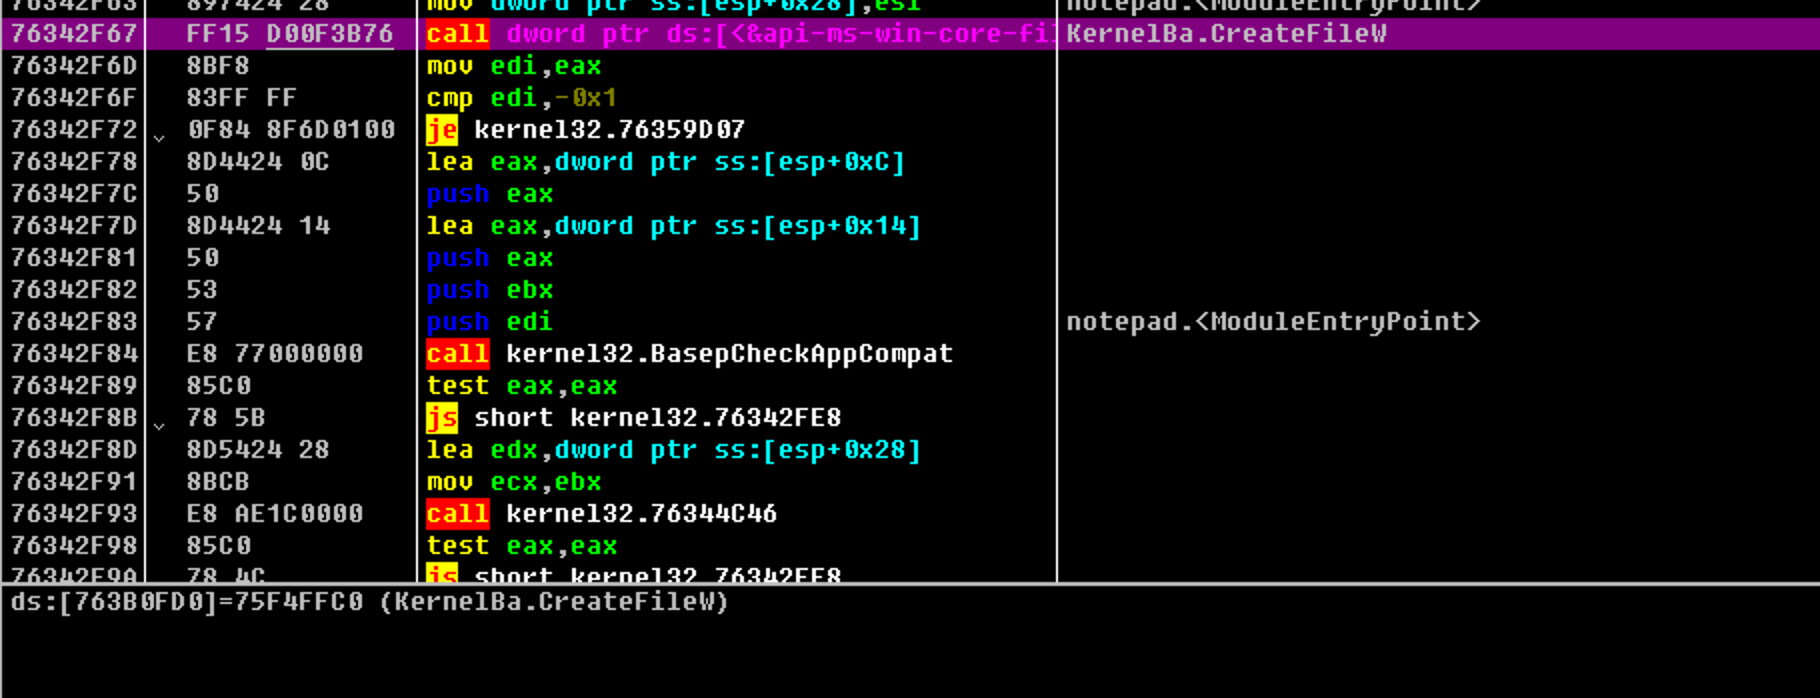 76342F63 897424 28 mov dword ptr ss:[esp+0x28],esi notepad.<ModuleEntryPoint>
76342F67 FF15 D00F3B76 call dword ptr ds:[<&api-ms-win-core-fi KernelBa.CreateFileW
76342F6D 8BF8 mov edi,eax
76342F6F 83FF FF cmp edi,-0x1
76342F72 0F84 8F6D0100 je kernel32.76359D07
76342F78 8D4424 0C lea eax,dword ptr ss:[esp+0xC]
76342F7C 50 push eax
76342F7D 8D4424 14 lea eax,dword ptr ss:[esp+0x14]
76342F81 50 push eax
76342F82 53 push ebx
76342F83 57 push edi notepad.<ModuleEntryPoint>
76342F84 E8 77000000 call kernel32.BasepCheckAppCompat
76342F89 85C0 test eax,eax
76342F8B 78 5B js short kernel32.76342FE8
76342F8D 8D5424 28 lea edx,dword ptr ss:[esp+0x28]
76342F91 8BCB mov ecx,ebx
76342F93 E8 AE1C0000 call kernel32.76344C46
76342F98 85C0 test eax,eax
76342F9A 78 4C js short kernel32.76342FE8
ds:[763B0FD0]=75F4FFC0 (KernelBa.CreateFileW)